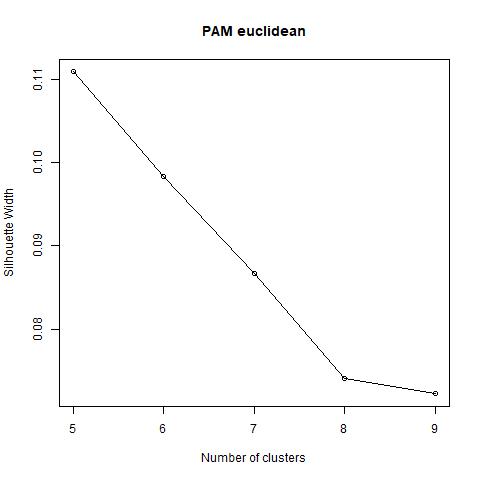 PAM euclidean
Silhouette Width
0.11
0.10
0.09
0.08
5 6 7 8 9
Number of clusters